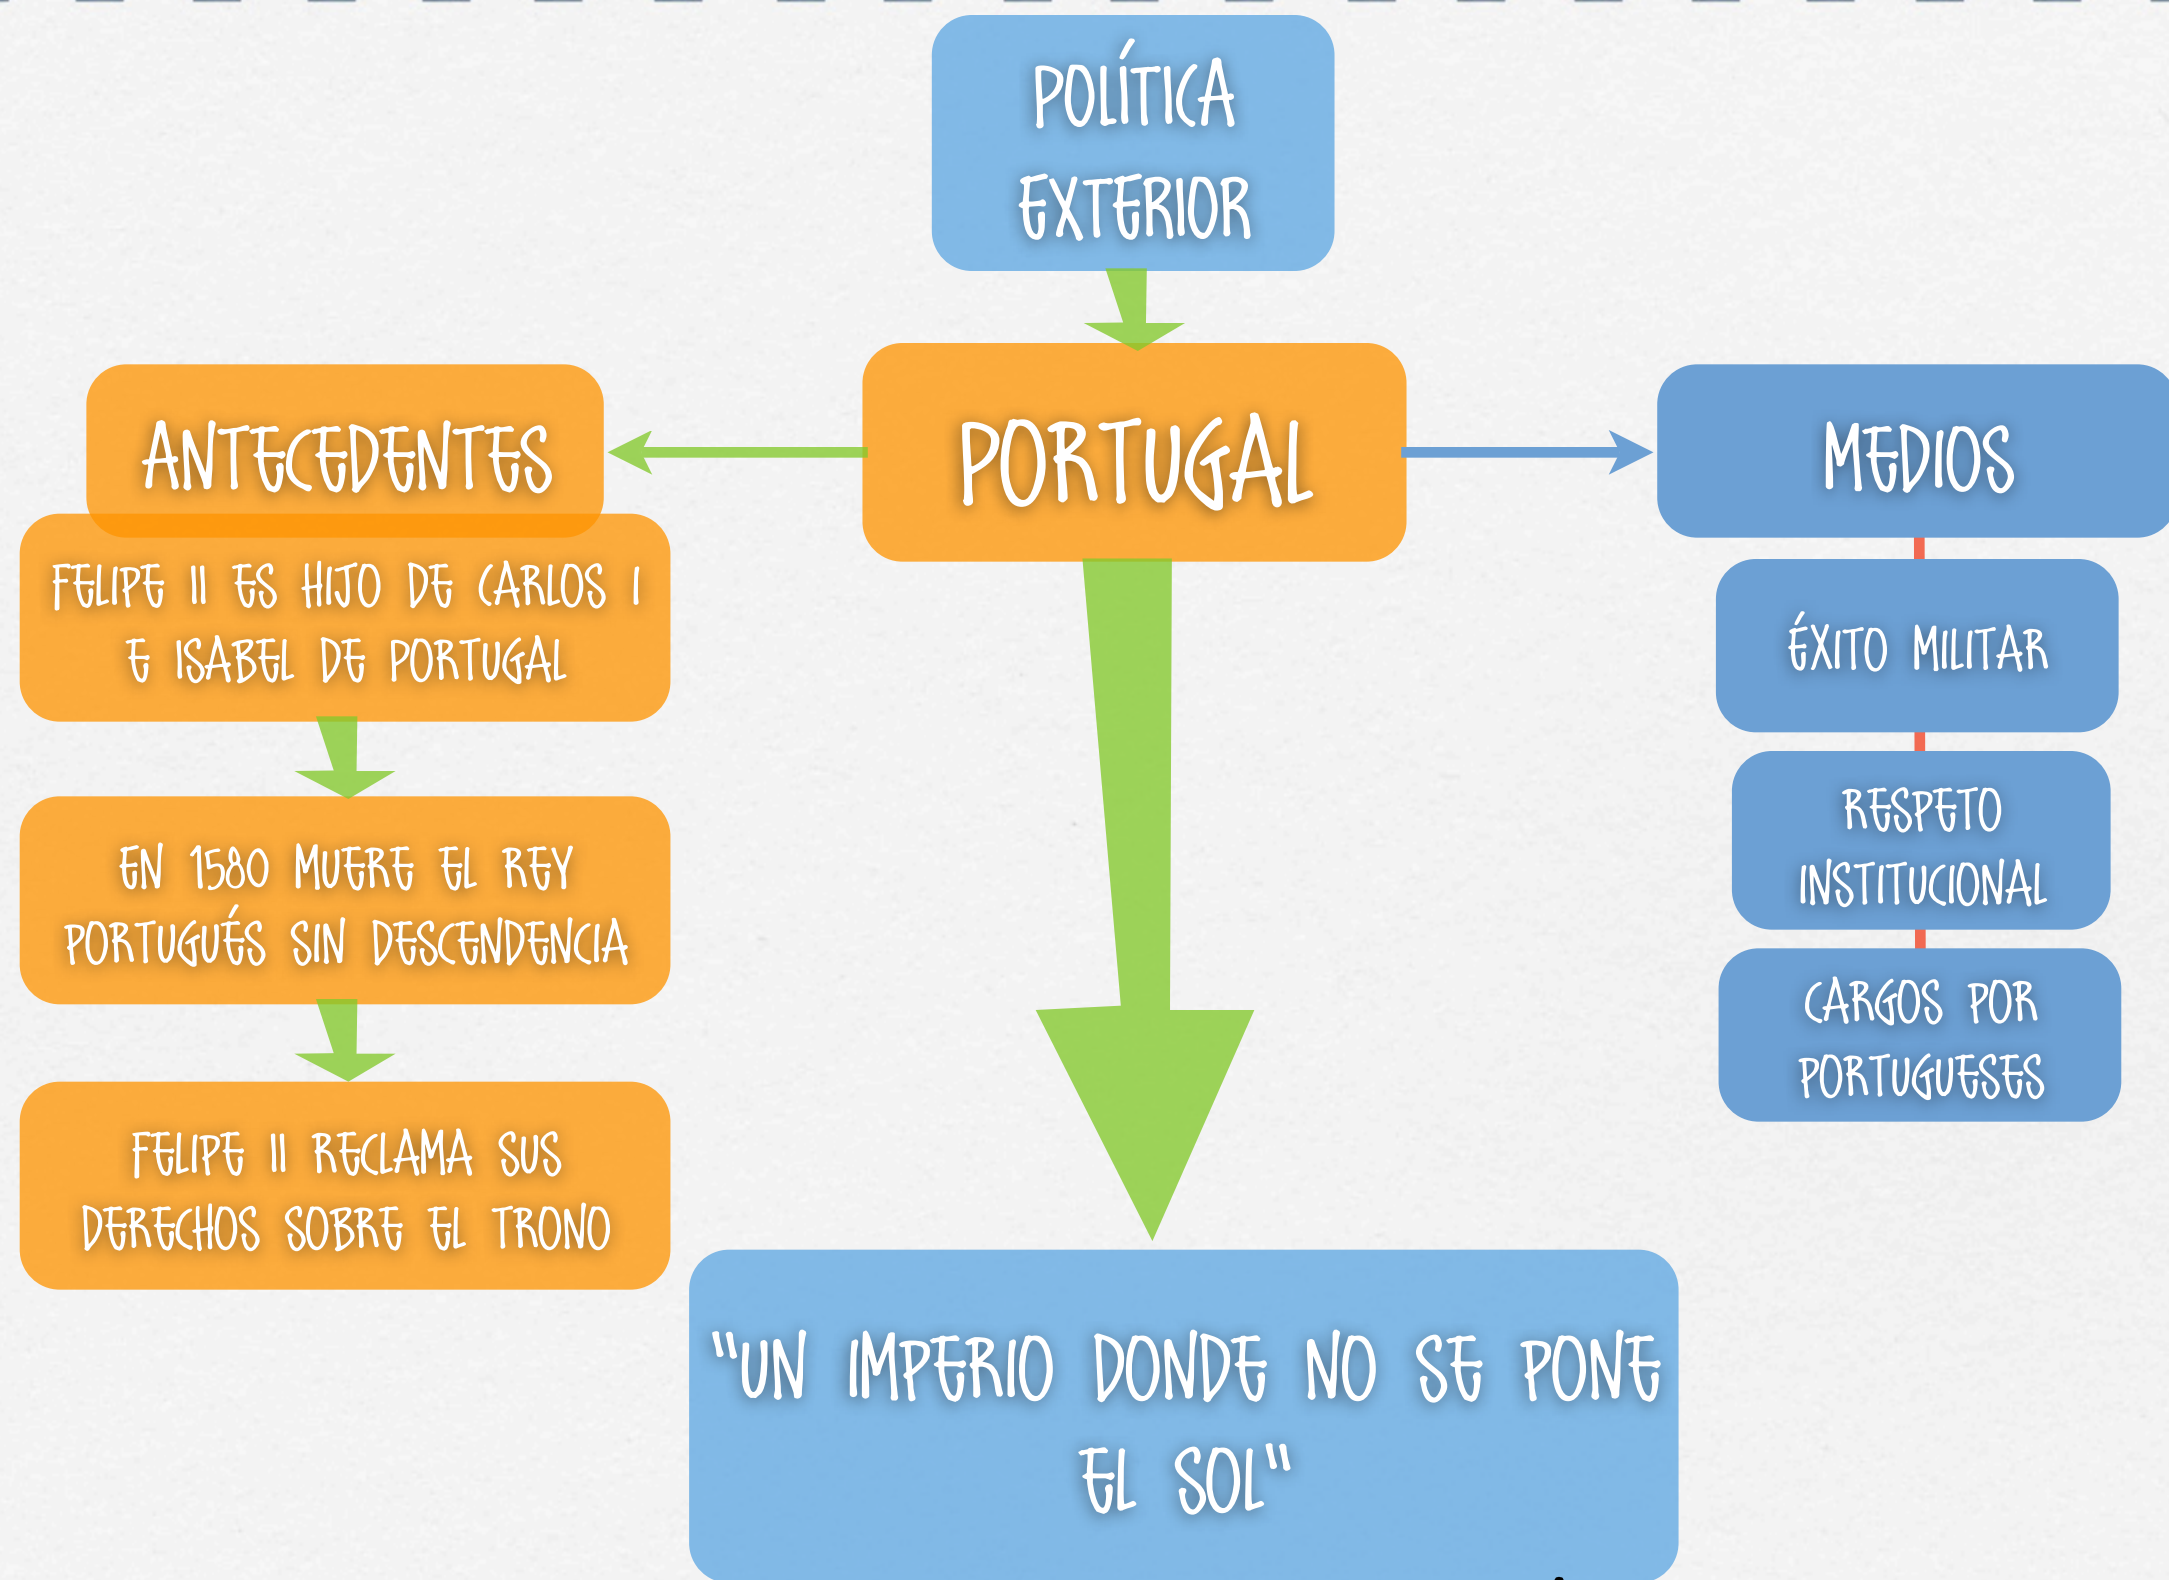 POLÍTICA
EXTERIOR
PORTUGAL
ANTECEDENTES
FELIPE II ES HIJO DE CARLOS I
E ISABEL DE PORTUGAL
EN 1580 MUERE EL REY
PORTUGUÉS SIN DESCENDENCIA
FELIPE II RECLAMA SUS
DERECHOS SOBRE EL TRONO
MEDIOS
ÉXITO MILITAR
RESPETO
INSTITUCIONAL
CARGOS POR
PORTUGUESES
"UN IMPERIO DONDE NO SE PONE
EL SOL"